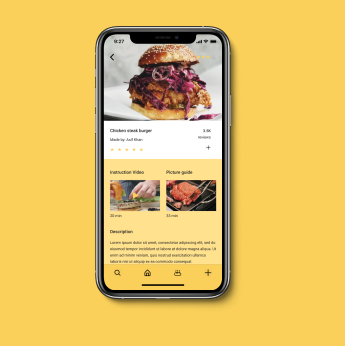 9:27
Chicken steak burger
3.5K
Made by: Asif Khan
reviews
Instruction Video
Picture guide
20 min
Description
Lorem ipsum dolor sit amet, consectetur adipiscing elit, sed do
eiusmod tempor incididunt ut labore et dolore magna aliqua. Ut
enim ad minim veniam, quis nostrud exercitation ullamco
laboris nisi ut aliquip ex ea commodo consequat